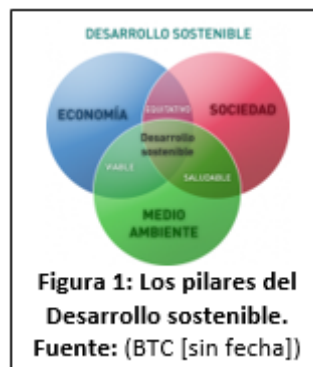 DESARROLLO SOSTENIBLE
ECONOMÍA
EQUITATIVO
SOCIEDAD
Desarrollo
sostenible
VIABLE
SALUDABLE
MEDIO
AMBIENTE
Figura 1: Los pilares del
Desarrollo sostenible.
Fuente: (BTC [sin fecha])